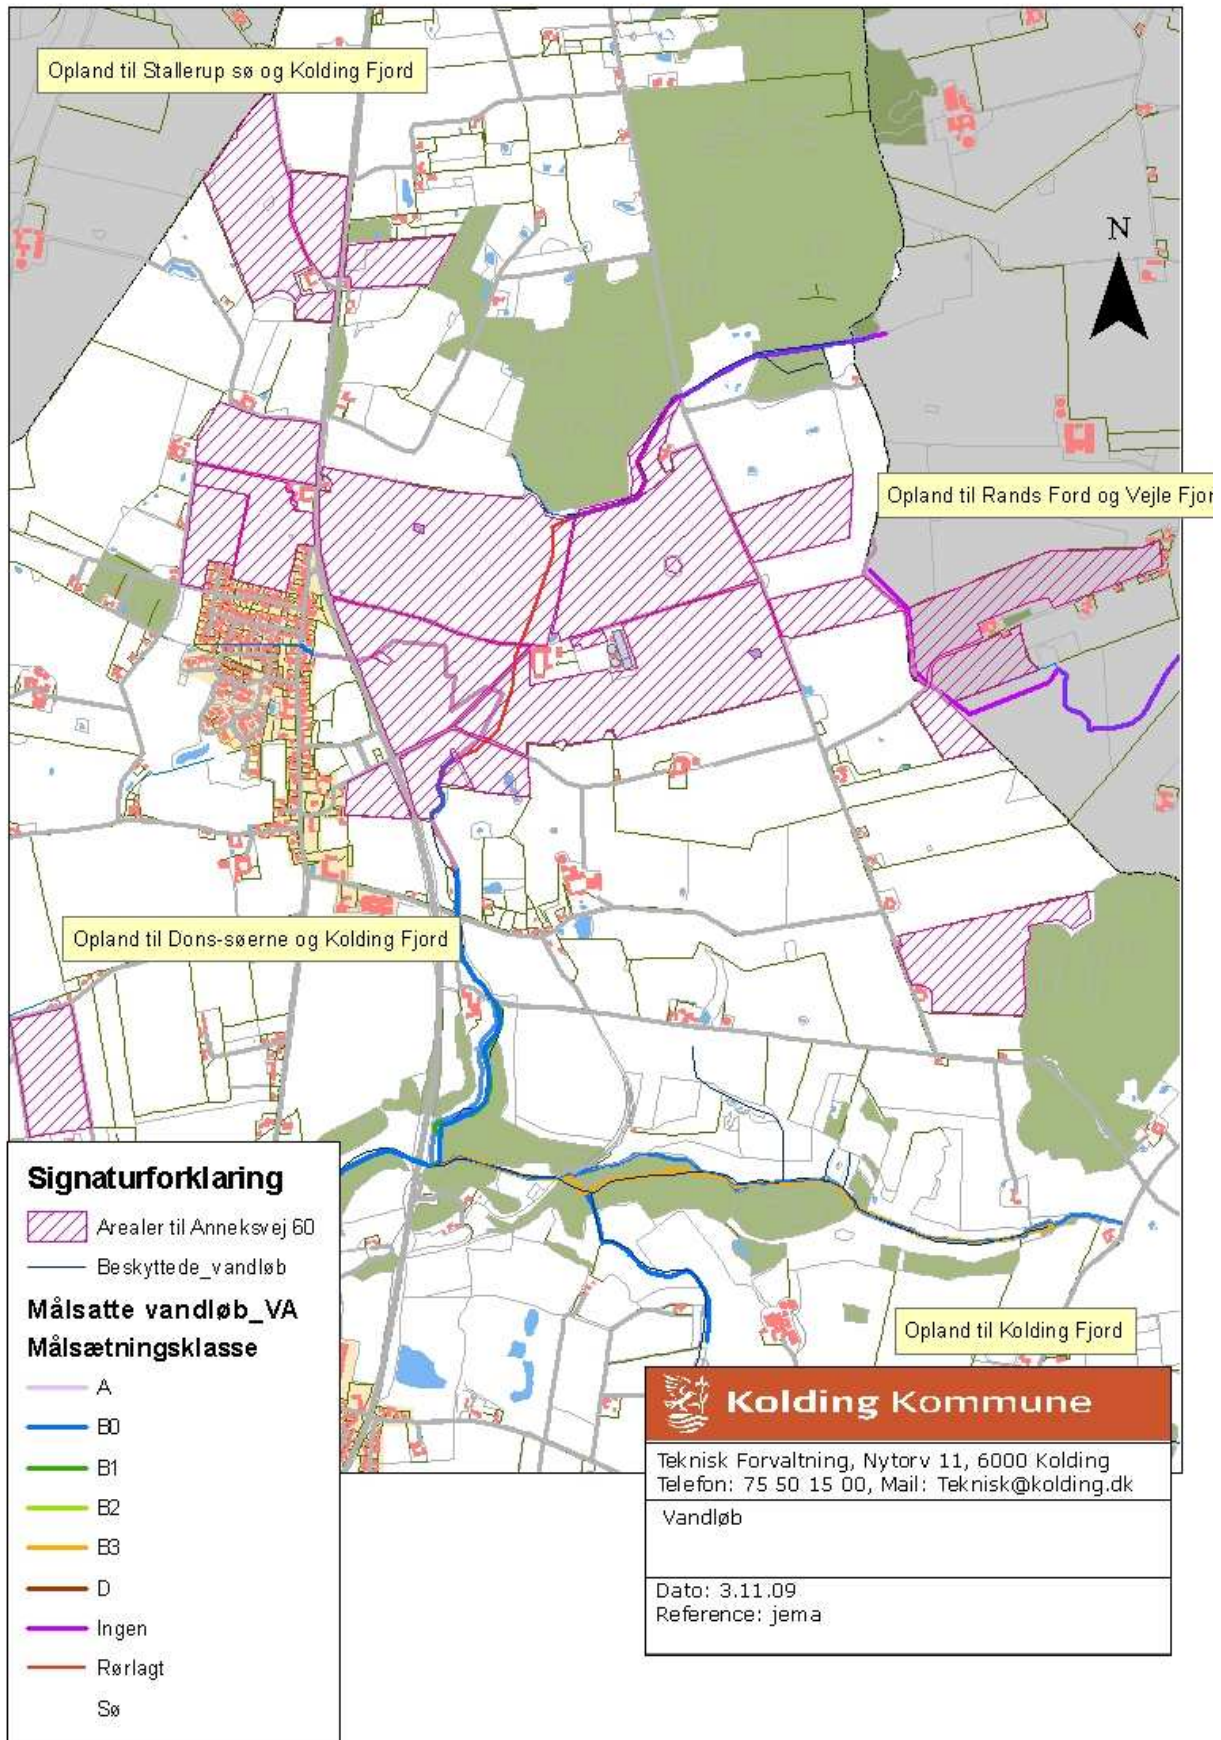 Opland til Stallerup sø og Kolding Fjord
N
Opland til Rands Fjord og Vejle Fjor
Opland til Dons-søerne og Kolding Fjord
Opland til Kolding Fjord
Signaturforklaring
Arealer til Anneksvej 60
Beskyttede_vandløb
Målsatte vandløb_VA
Målsætningsklasse
A
B0
B1
B2
B3
D
Ingen
Rørlagt
Sø
Kolding Kommune
Teknisk Forvaltning, Nytorv 11, 6000 Kolding
Telefon: 75 50 15 00, Mail: Teknisk@kolding.dk
Vandløb
Dato: 3.11.09
Reference: jema